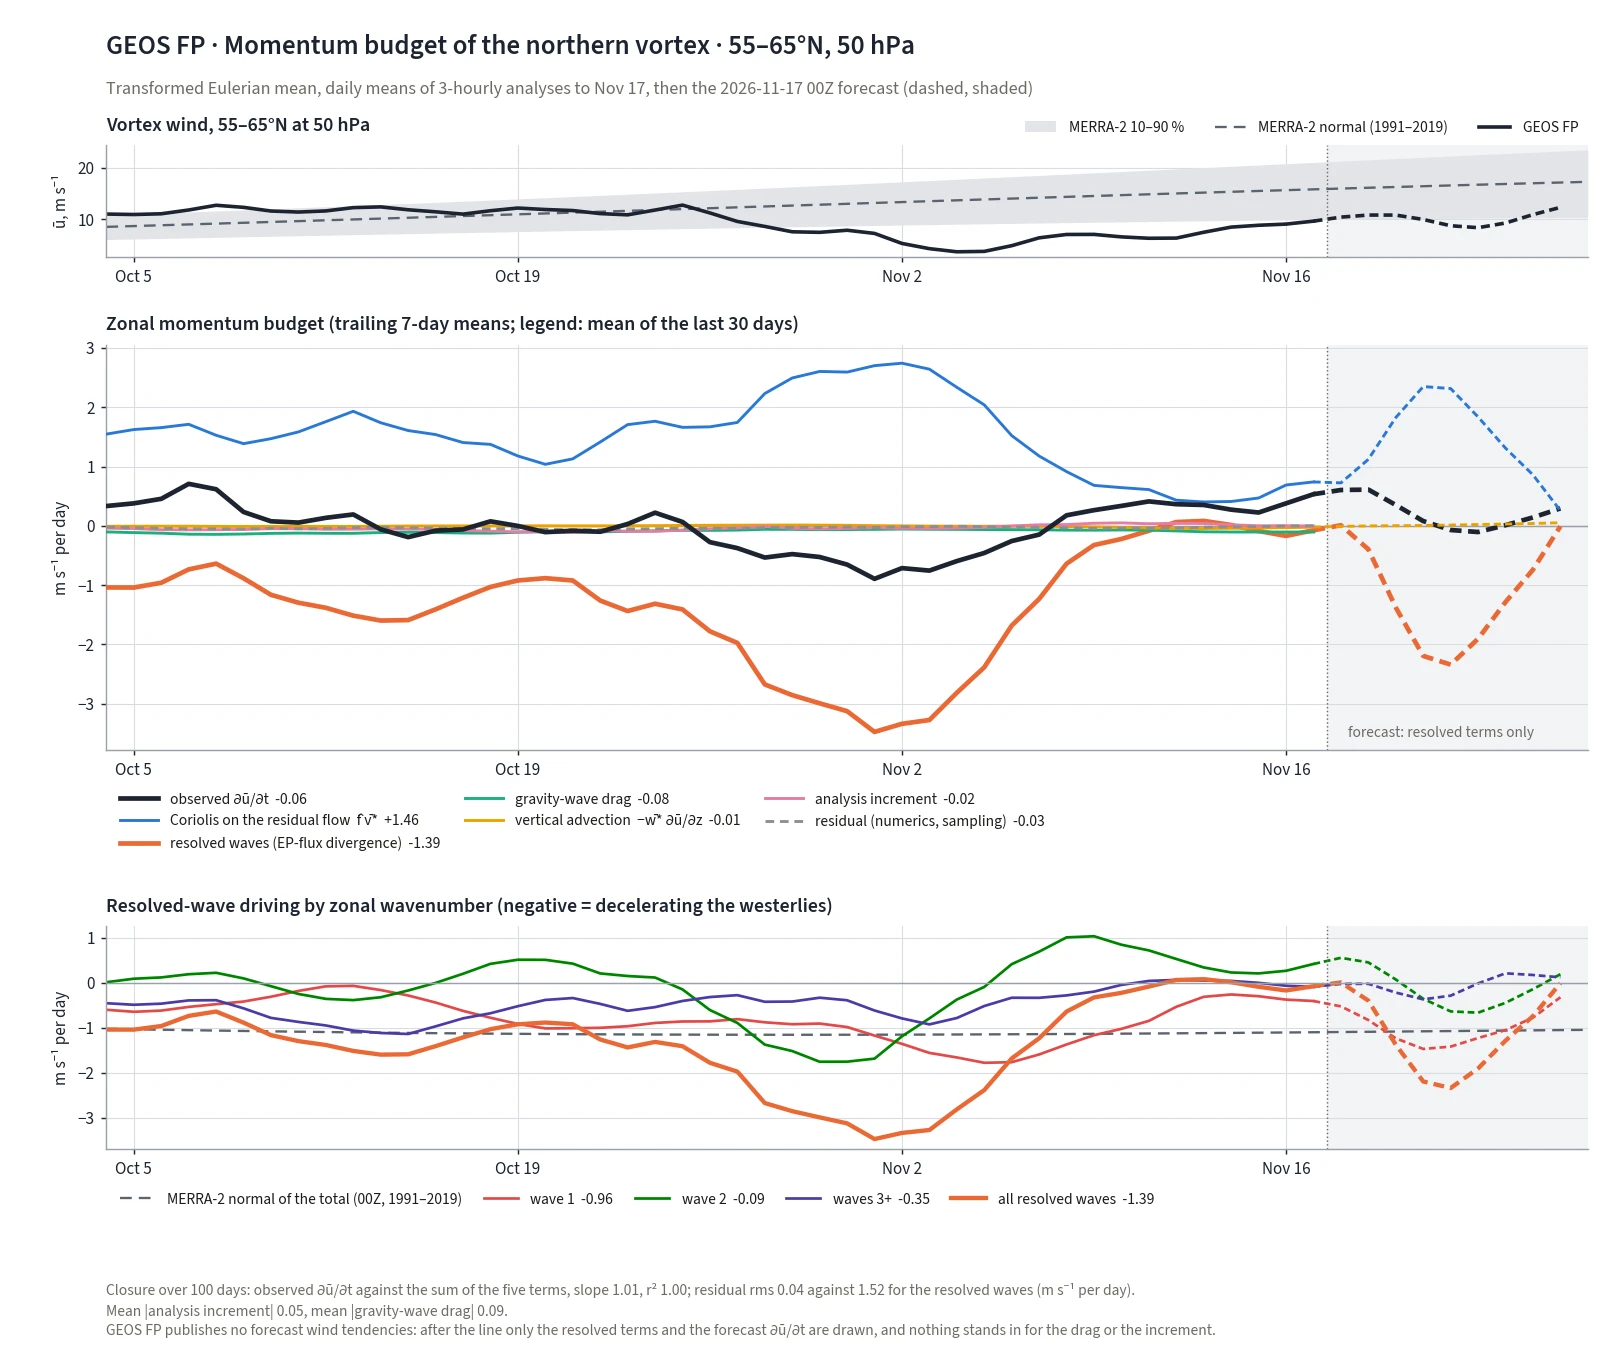 GEOS FP · Momentum budget of the northern vortex · 55–65°N, 50 hPa
Transformed Eulerian mean, daily means of 3-hourly analyses to Nov 17, then the 2026-11-17 00Z forecast (dashed, shaded)
Vortex wind, 55–65°N at 50 hPa
MERRA-2 10–90 % MERRA-2 normal (1991–2019) GEOS FP
ū, m s⁻¹
20
10
Oct 5 Oct 19 Nov 2 Nov 16
Zonal momentum budget (trailing 7-day means; legend: mean of the last 30 days)
m s⁻¹ per day
3
2
1
0
−1
−2
−3
forecast: resolved terms only
Oct 5 Oct 19 Nov 2 Nov 16
observed ∂ū/∂t -0.06 gravity-wave drag -0.08 analysis increment -0.02
Coriolis on the residual flow f v̄* +1.46 vertical advection −w̄* ∂ū/∂z -0.01 residual (numerics, sampling) -0.03
resolved waves (EP-flux divergence) -1.39
Resolved-wave driving by zonal wavenumber (negative = decelerating the westerlies)
m s⁻¹ per day
1
0
−1
−2
−3
Oct 5 Oct 19 Nov 2 Nov 16
MERRA-2 normal of the total (00Z, 1991–2019) wave 1 -0.96 wave 2 -0.09 waves 3+ -0.35 all resolved waves -1.39
Closure over 100 days: observed ∂ū/∂t against the sum of the five terms, slope 1.01, r² 1.00; residual rms 0.04 against 1.52 for the resolved waves (m s⁻¹ per day).
Mean |analysis increment| 0.05, mean |gravity-wave drag| 0.09.
GEOS FP publishes no forecast wind tendencies: after the line only the resolved terms and the forecast ∂ū/∂t are drawn, and nothing stands in for the drag or the increment.